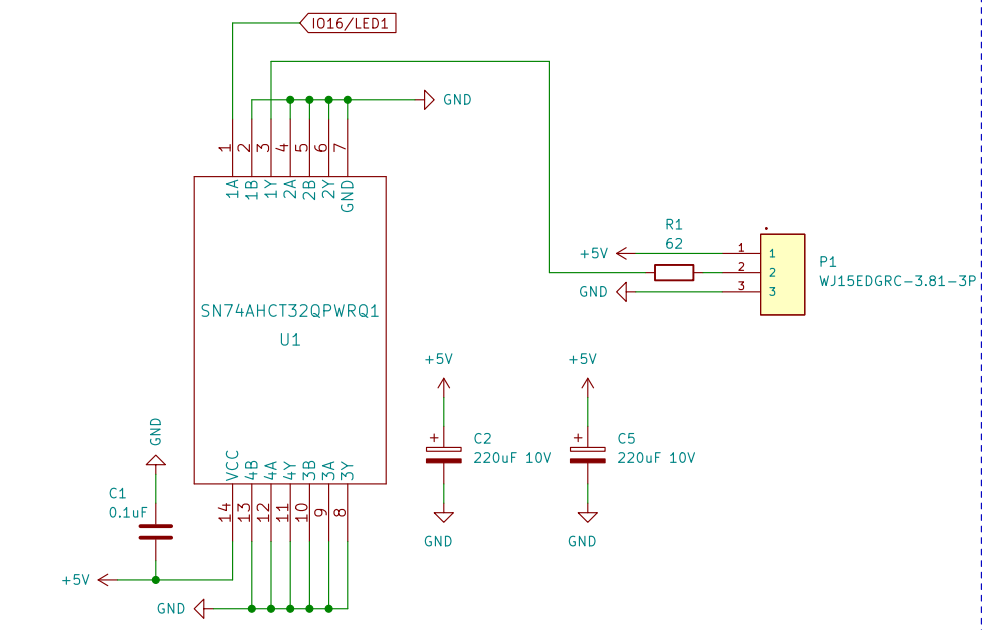 IO16/LED1
GND
1 2 3 4 5 6 7
1A 1B 1Y 2A 2B 2Y GND
R1
62
+5V 1 1
2 2
GND 3 3
P1
WJ15EDGRC-3.81-3P
SN74AHCT32QPWRQ1
U1
+5V
+5V
+ C2
220uF 10V
+ C5
220uF 10V
GND
GND
GND
C1
0.1uF
VCC 4B 4A 4Y 3B 3A 3Y
14 13 12 11 10 9 8
+5V
GND